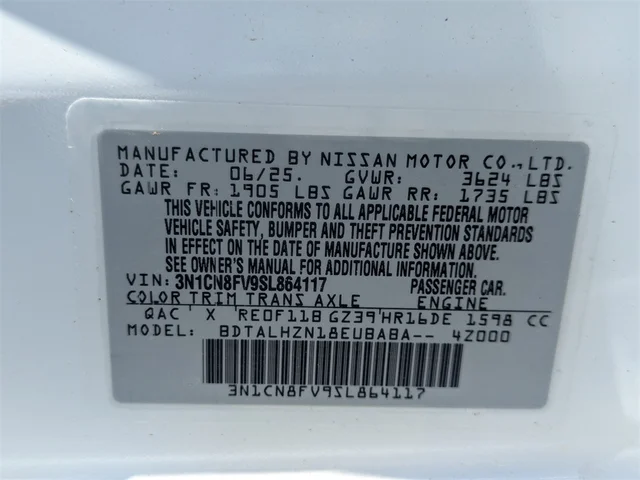 MANUFACTURED BY NISSAN MOTOR CO.,LTD.
DATE: 06/25. GVWR: 3624 LBS
GAWR FR: 1905 LBS GAWR RR: 1735 LBS
THIS VEHICLE CONFORMS TO ALL APPLICABLE FEDERAL MOTOR
VEHICLE SAFETY, BUMPER AND THEFT PREVENTION STANDARDS
IN EFFECT ON THE DATE OF MANUFACTURE SHOWN ABOVE.
SEE OWNER'S MANUAL FOR ADDITIONAL INFORMATION.
VIN: 3N1CN8FV9SL864117 PASSENGER CAR.
COLOR TRIM TRANS AXLE ENGINE
QAC' X 'RE0F11B GZ39'HR16DE 1598 CC
MODEL: BDTALHZN18EUBABA-- 4Z000
3N1CN8FV9SL864117